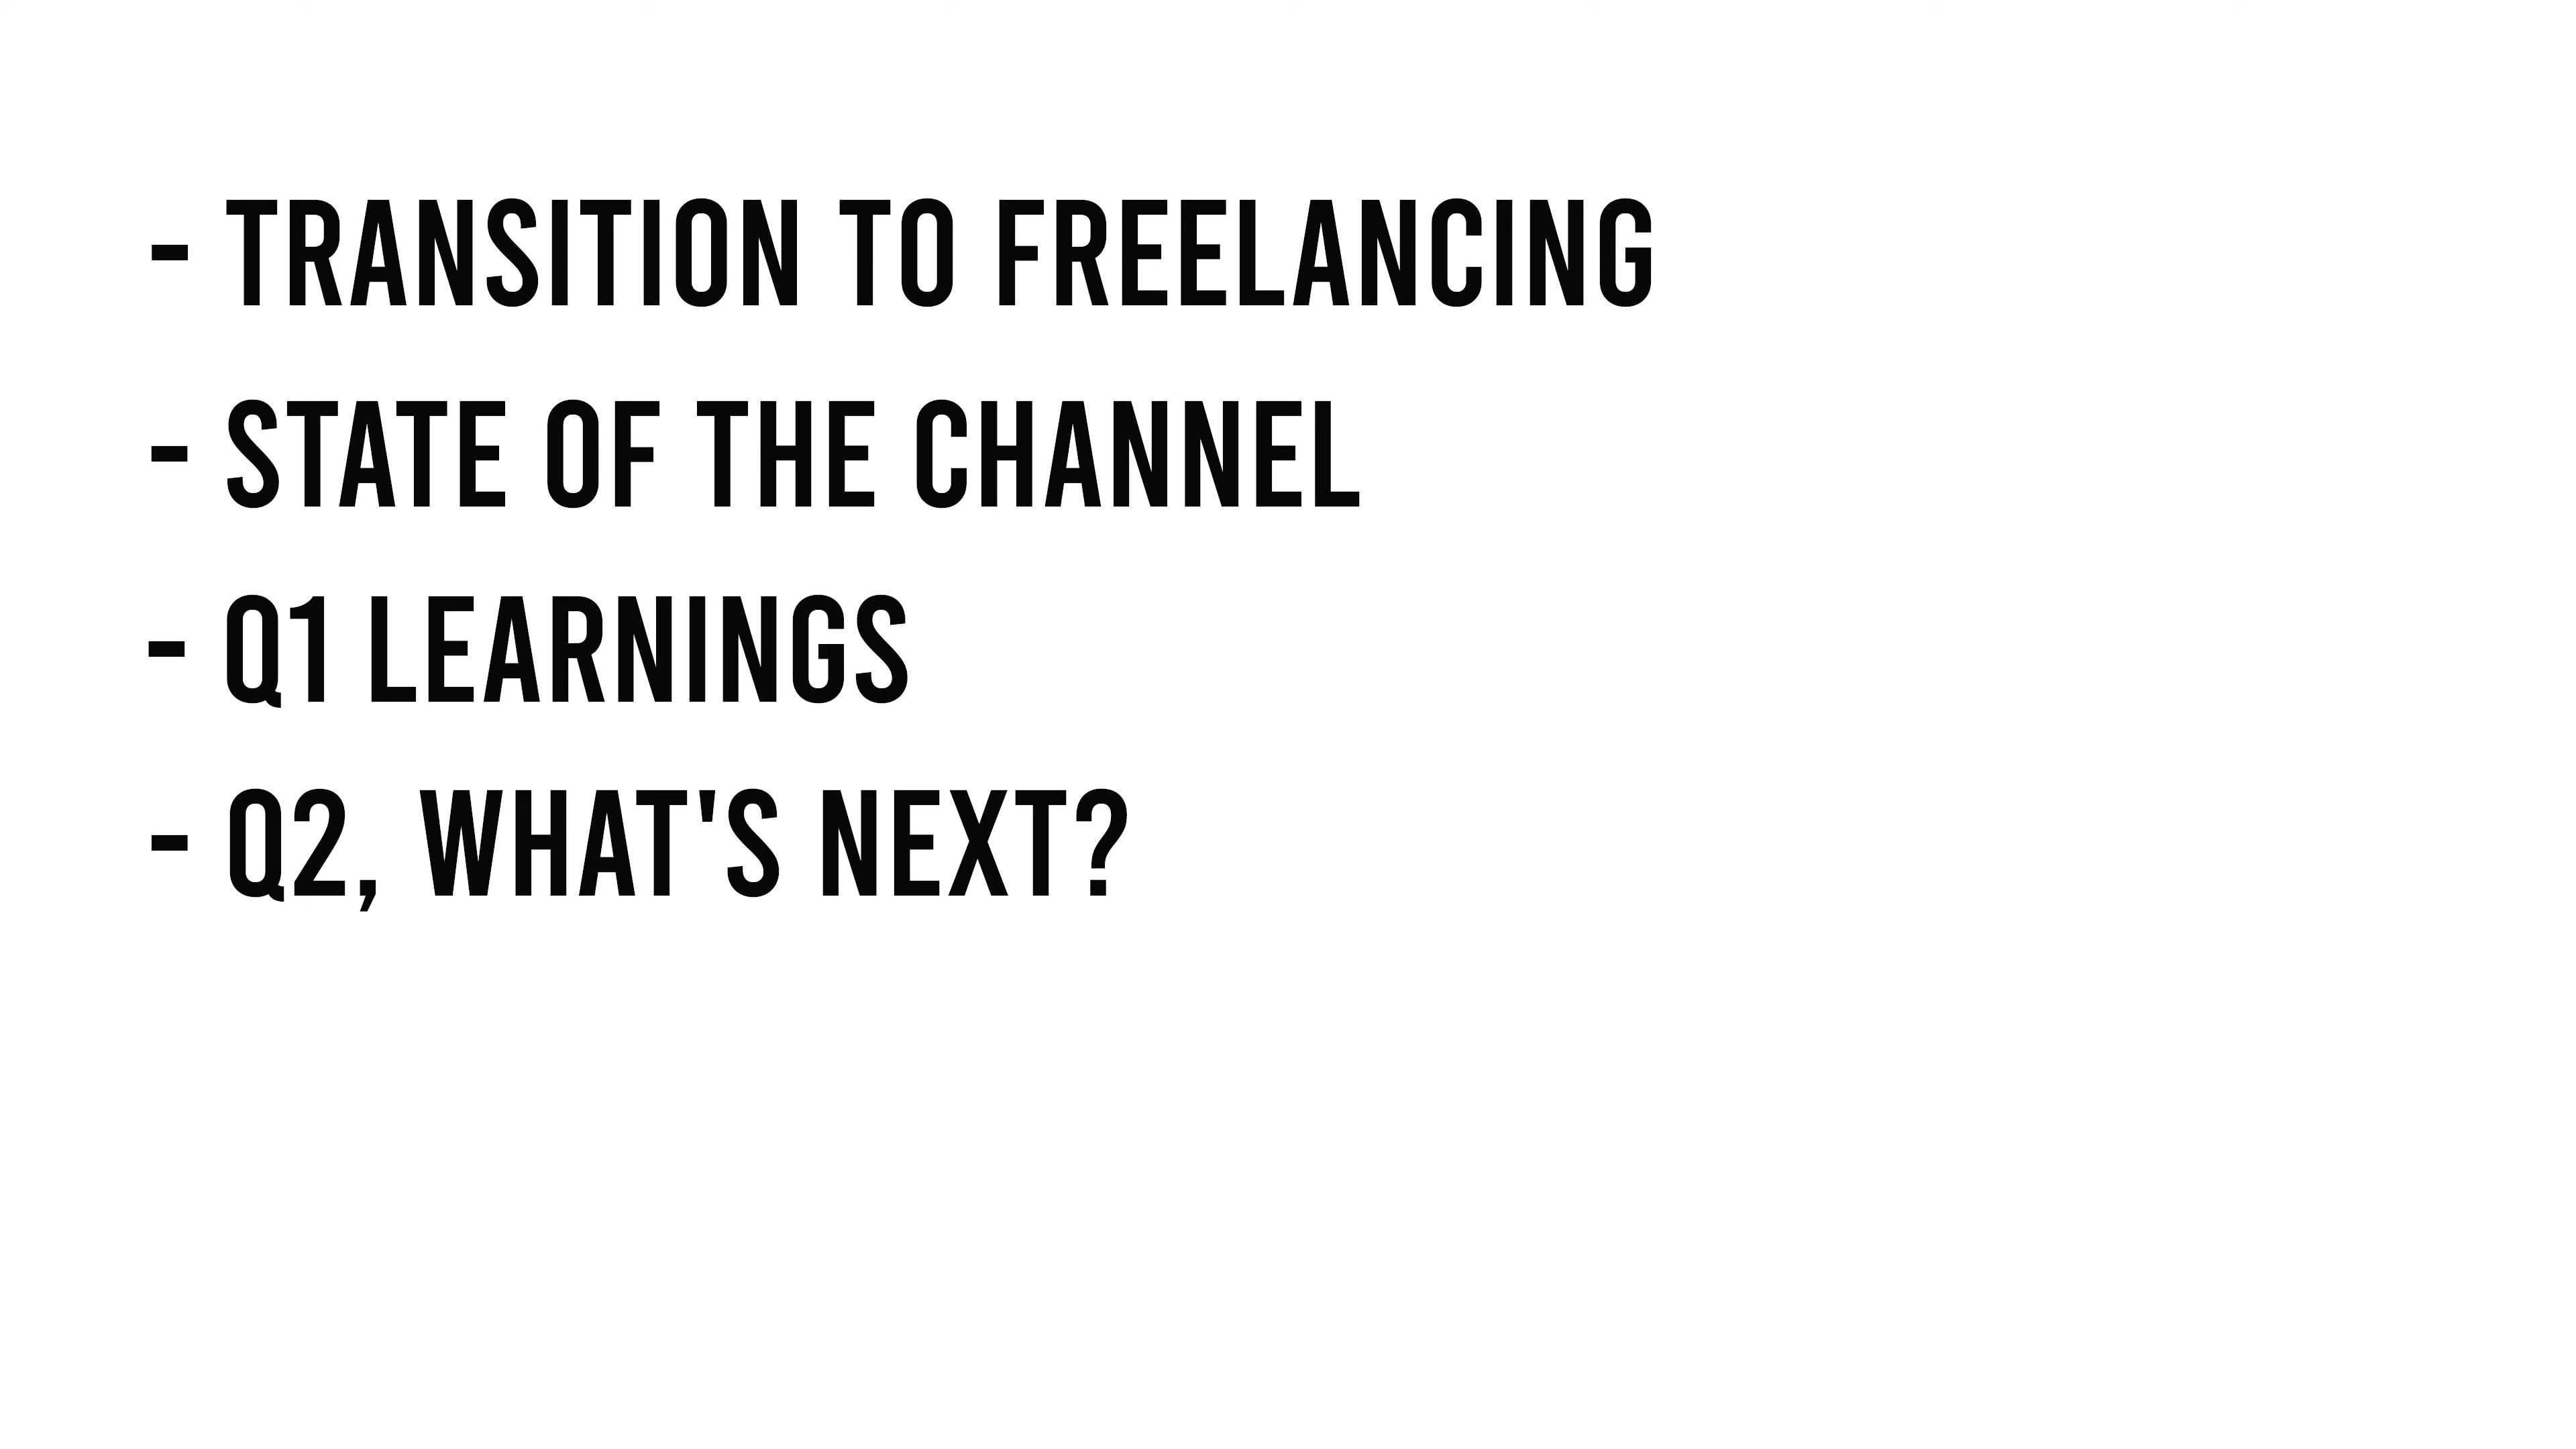 - TRANSITION TO FREELANCING
- STATE OF THE CHANNEL
- Q1 LEARNINGS
- Q2, WHAT'S NEXT?